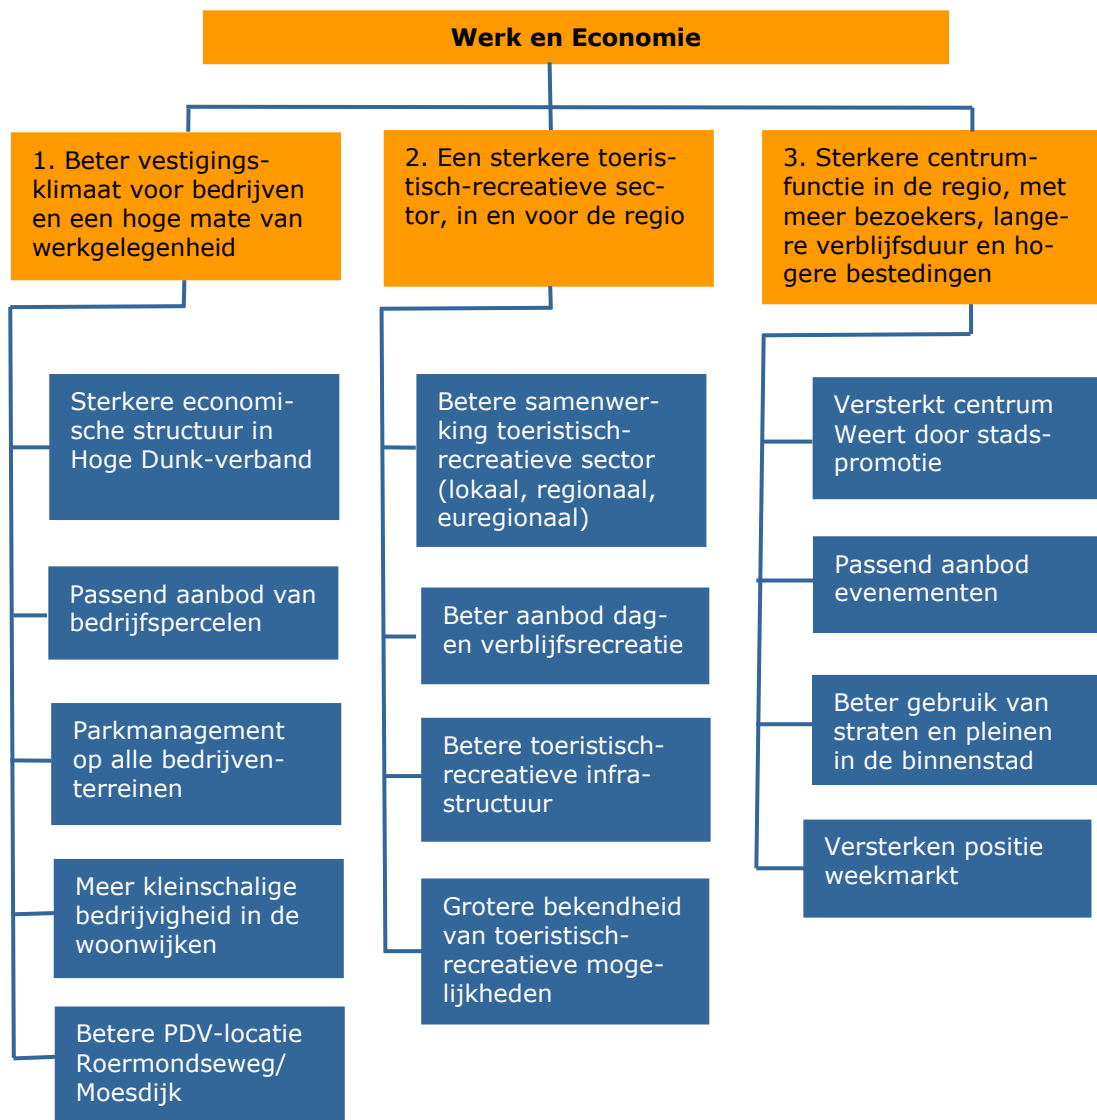 Werk en Economie
1. Beter vestigings-
klimaat voor bedrijven
en een hoge mate van
werkgelegenheid
2. Een sterkere toeris-
tisch-recreatieve sec-
tor, in en voor de regio
3. Sterkere centrum-
functie in de regio, met
meer bezoekers, lange-
re verblijfsduur en ho-
gere bestedingen
Sterkere economi-
sche structuur in
Hoge Dunk-verband
Passend aanbod van
bedrijfspercelen
Parkmanagement
op alle bedrijven-
terreinen
Meer kleinschalige
bedrijvigheid in de
woonwijken
Betere PDV-locatie
Roermondseweg/
Moesdijk
Betere samenwer-
king toeristisch-
recreatieve sector
(lokaal, regionaal,
euregionaal)
Beter aanbod dag-
en verblijfsrecreatie
Betere toeristisch-
recreatieve infra-
structuur
Grotere bekendheid
van toeristisch-
recreatieve moge-
lijkheden
Versterkt centrum
Weert door stads-
promotie
Passend aanbod
evenementen
Beter gebruik van
straten en pleinen
in de binnenstad
Versterken positie
weekmarkt